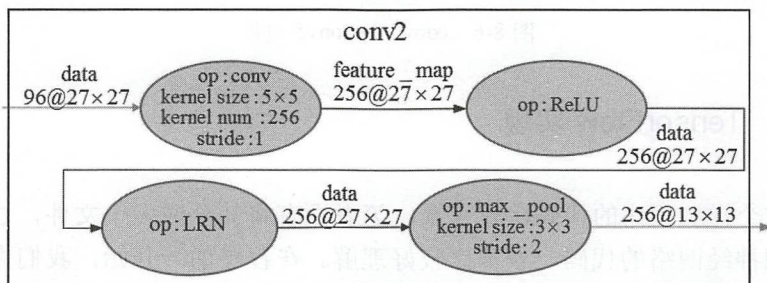 conv2
data
96@27×27
op:conv
kernel size:5×5
kernel num :256
stride:1
feature_map
256@27×27
op:ReLU
data
256@27×27
op:LRN
data
256@27×27
op:max_pool
kernel size:3×3
stride:2
data
256@13×13